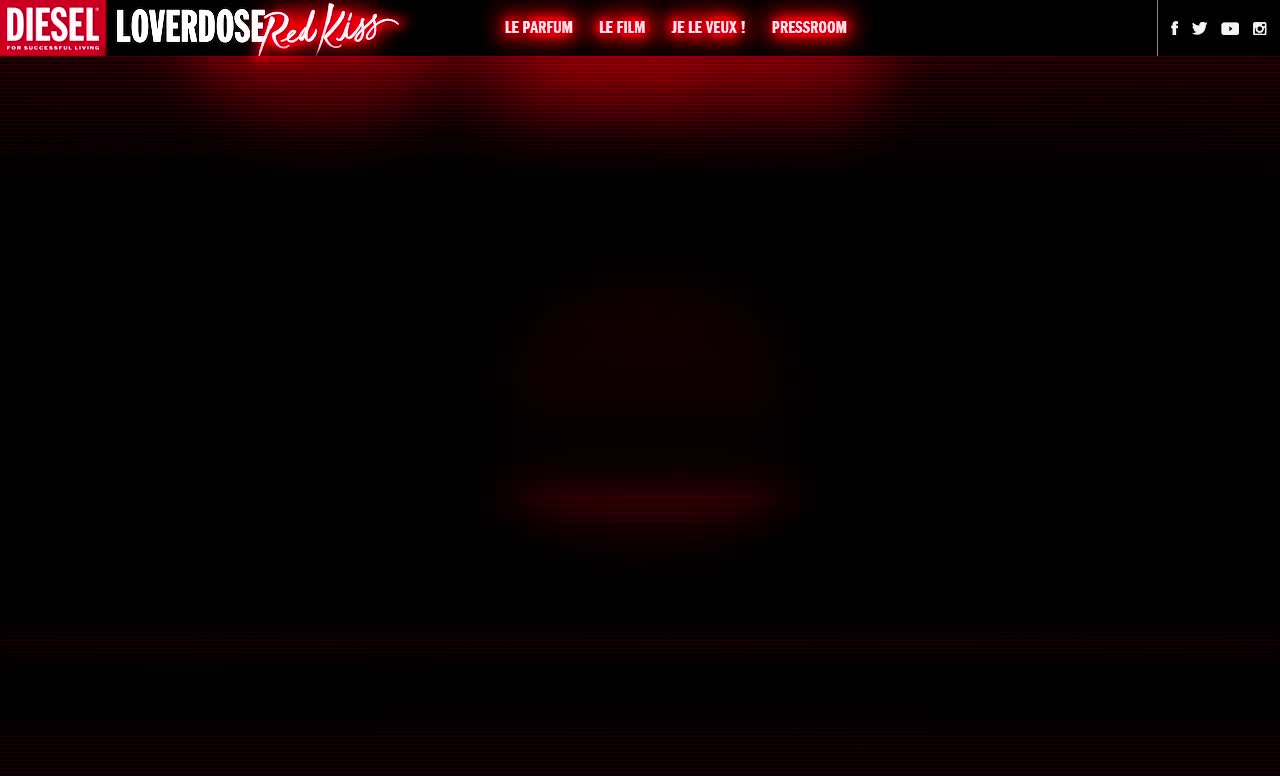 DIESEL
FOR SUCCESSFUL LIVING
LOVERDOSE Red Kiss
LE PARFUM LE FILM JE LE VEUX ! PRESSROOM